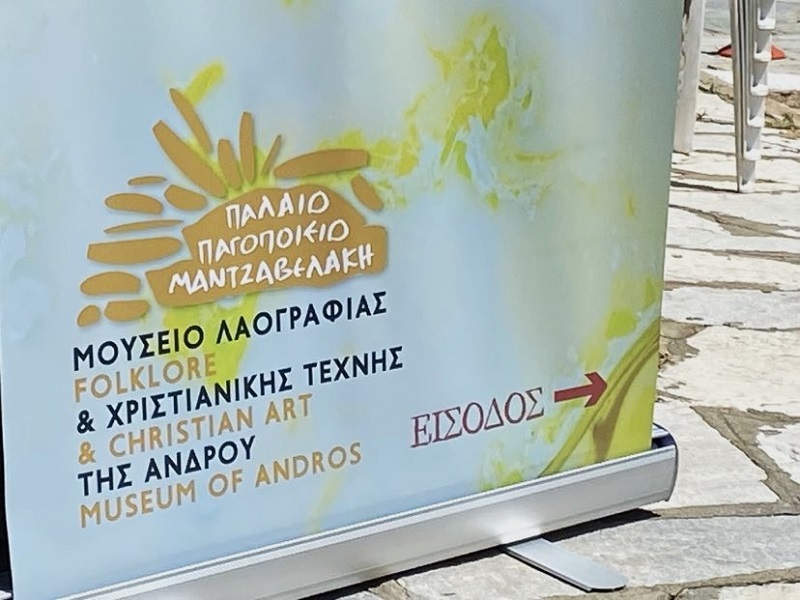 ΠΑΛΑΙΟ
ΠΑΓΟΠΟΙΕΙΟ
ΜΑΝΤΖΑΒΕΛΑΚΗ
ΜΟΥΣΕΙΟ ΛΑΟΓΡΑΦΙΑΣ
FOLKLORE
& ΧΡΙΣΤΙΑΝΙΚΗΣ ΤΕΧΝΗΣ
& CHRISTIAN ART
ΤΗΣ ΑΝΔΡΟΥ
MUSEUM OF ANDROS
ΕΙΣΟΔΟΣ